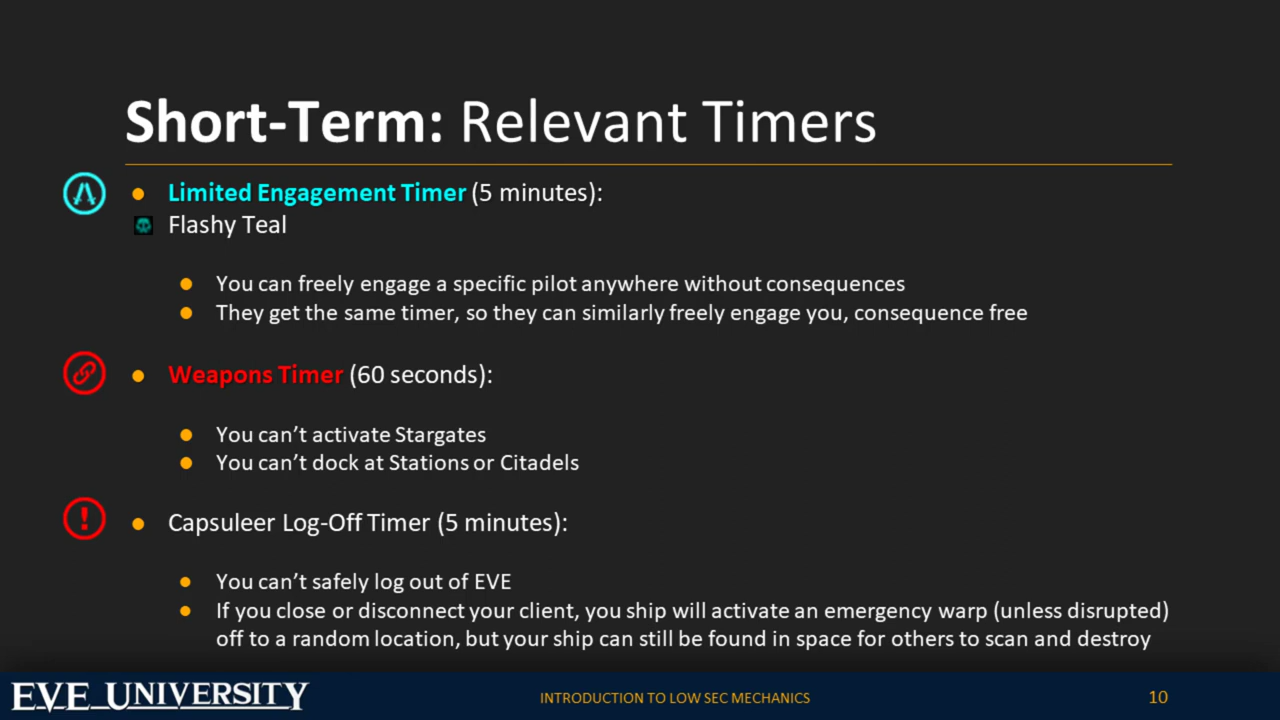 Short-Term: Relevant Timers
Limited Engagement Timer (5 minutes):
Flashy Teal
You can freely engage a specific pilot anywhere without consequences
They get the same timer, so they can similarly freely engage you, consequence free
Weapons Timer (60 seconds):
You can’t activate Stargates
You can’t dock at Stations or Citadels
Capsuleer Log-Off Timer (5 minutes):
You can’t safely log out of EVE
If you close or disconnect your client, you ship will activate an emergency warp (unless disrupted)
off to a random location, but your ship can still be found in space for others to scan and destroy
EVE UNIVERSITY
INTRODUCTION TO LOW SEC MECHANICS
10